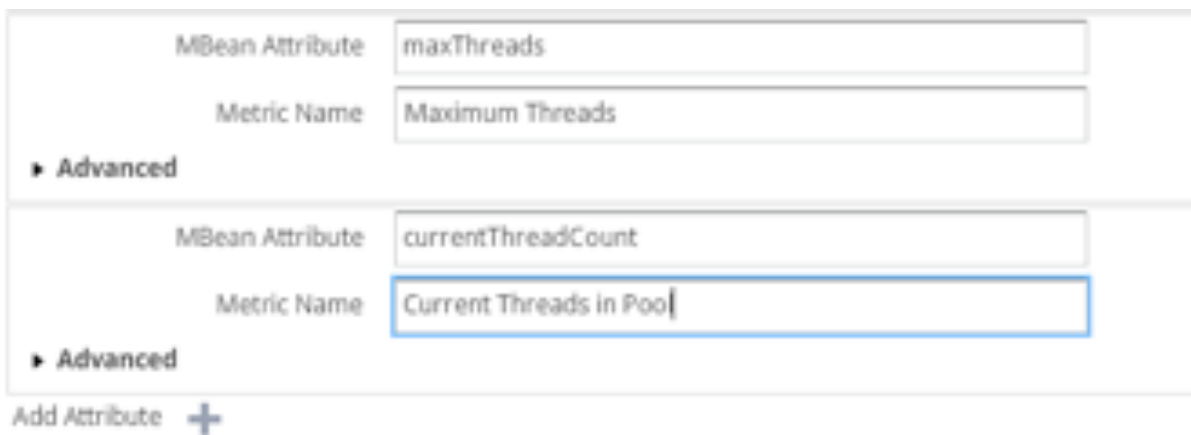 MBean Attribute maxThreads
Metric Name Maximum Threads
Advanced
MBean Attribute currentThreadCount
Metric Name Current Threads in Pool
Advanced
Add Attribute